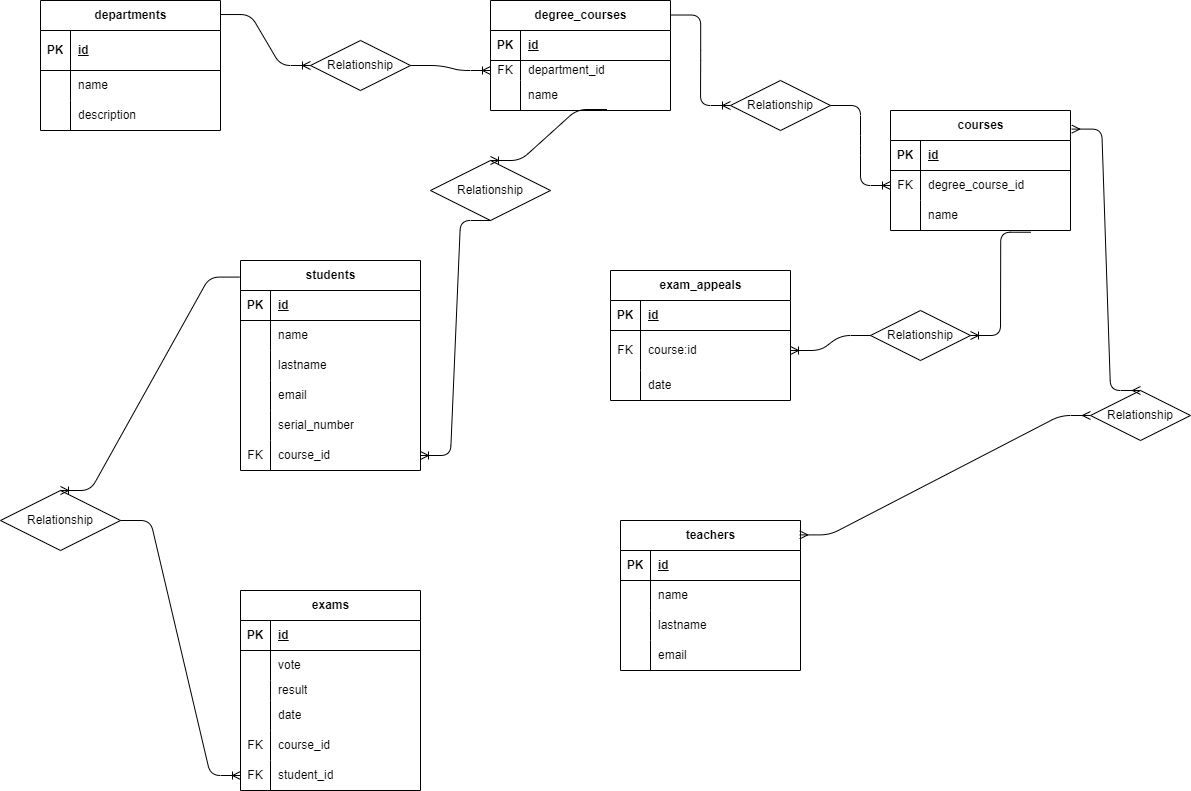 departments
PK id
name
description
Relationship
degree_courses
PK id
FK department_id
name
Relationship
courses
PK id
FK degree_course_id
name
Relationship
students
PK id
name
lastname
email
serial_number
FK course_id
exam_appeals
PK id
FK course:id
date
Relationship
Relationship
Relationship
teachers
PK id
name
lastname
email
exams
PK id
vote
result
date
FK course_id
FK student_id